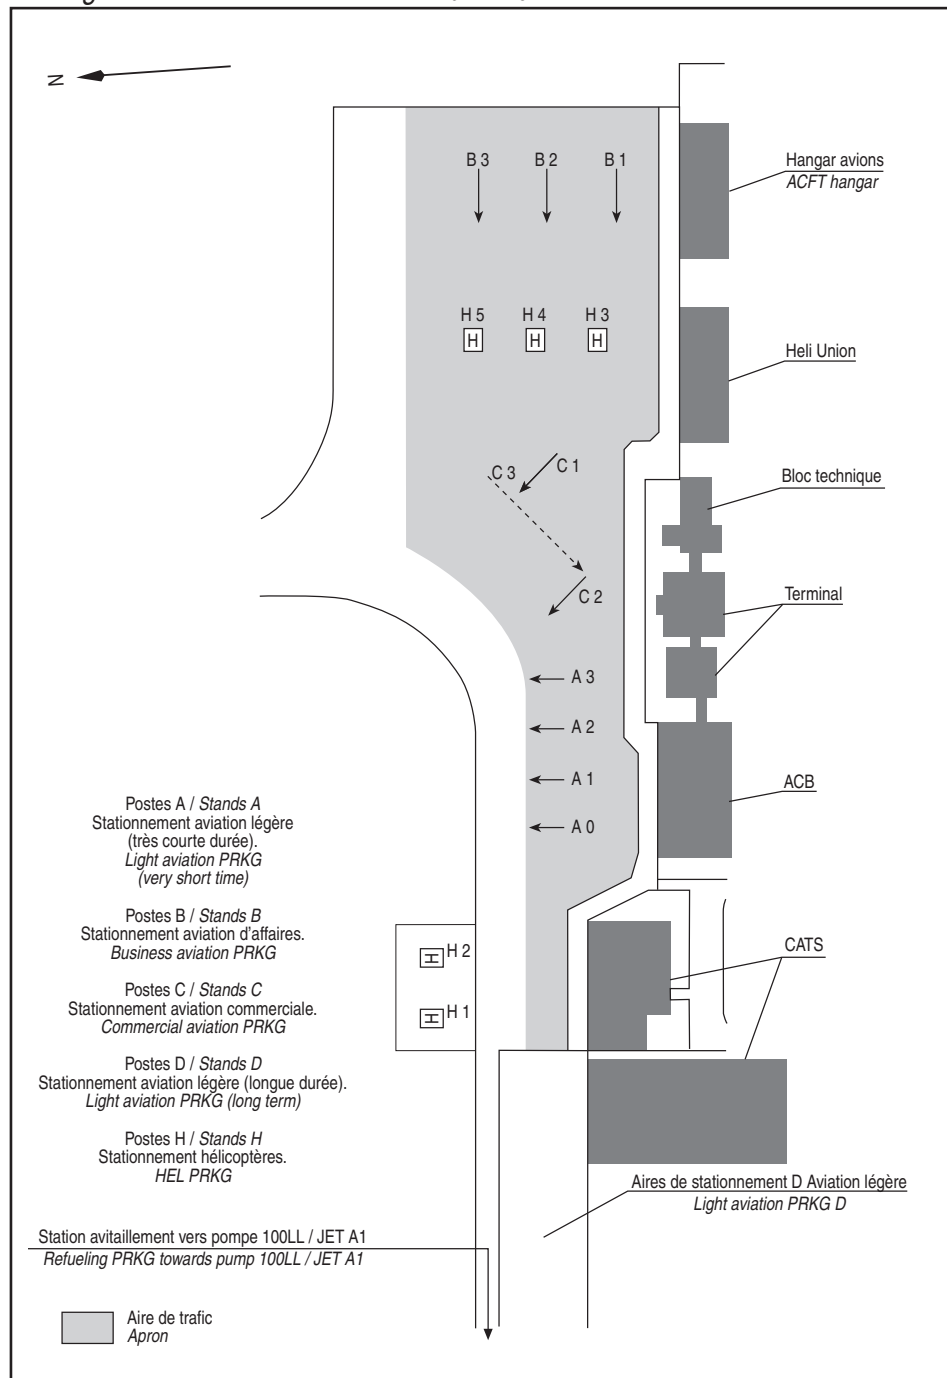 N
B 3
B 2
B 1
Hangar avions
ACFT hangar
H 5
H 4
H 3
H
H
H
Heli Union
C 3
C 1
Bloc technique
C 2
Terminal
A 3
A 2
A 1
ACB
A 0
Postes A / Stands A
Stationnement aviation légère
(très courte durée).
Light aviation PRKG
(very short time)
Postes B / Stands B
Stationnement aviation d'affaires.
Business aviation PRKG
H
H 2
CATS
Postes C / Stands C
Stationnement aviation commerciale.
Commercial aviation PRKG
H
H 1
Postes D / Stands D
Stationnement aviation légère (longue durée).
Light aviation PRKG (long term)
Postes H / Stands H
Stationnement hélicoptères.
HEL PRKG
Aires de stationnement D Aviation légère
Light aviation PRKG D
Station avitaillement vers pompe 100LL / JET A1
Refueling PRKG towards pump 100LL / JET A1
Aire de trafic
Apron